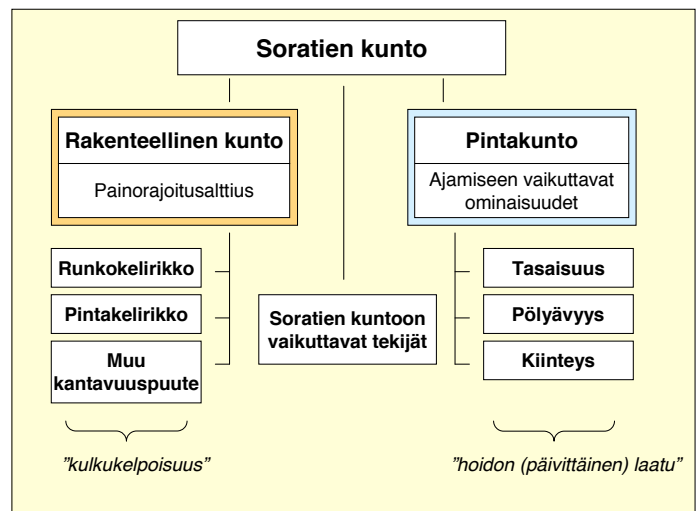 Soratien kunto
Rakenteellinen kunto
Painorajoitusalttius
Pintakunto
Ajamiseen vaikuttavat
ominaisuudet
Runkokelirikko
Pintakelirikko
Muu
kantavuuspuute
Soratien kuntoon
vaikuttavat tekijät
Tasaisuus
Pölyävyys
Kiinteys
”kulkukelpoisuus”
”hoidon (päivittäinen) laatu”